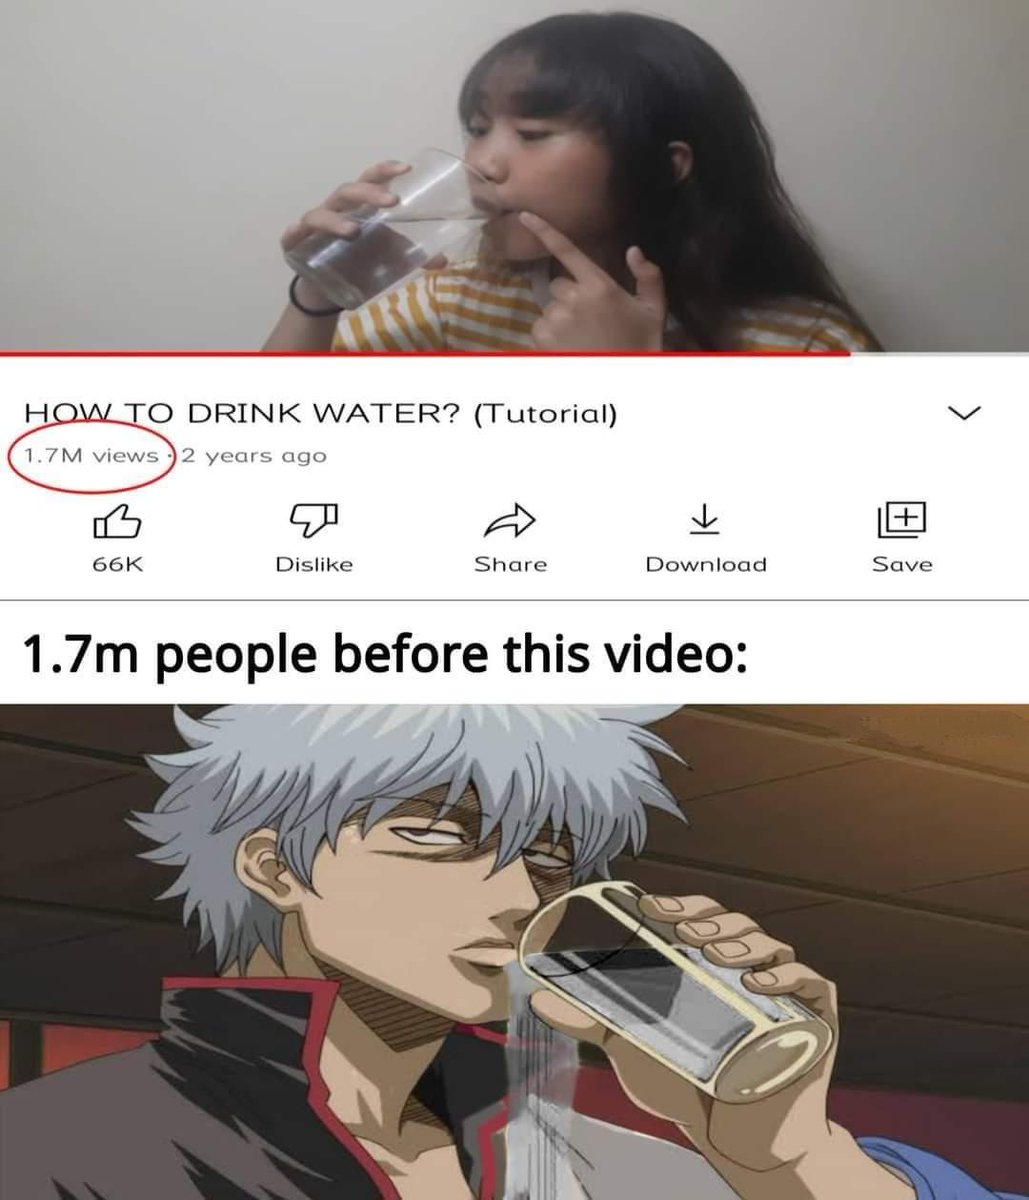 HOW TO DRINK WATER? (Tutorial)
1.7M views · 2 years ago
66K Dislike Share Download Save
1.7m people before this video: